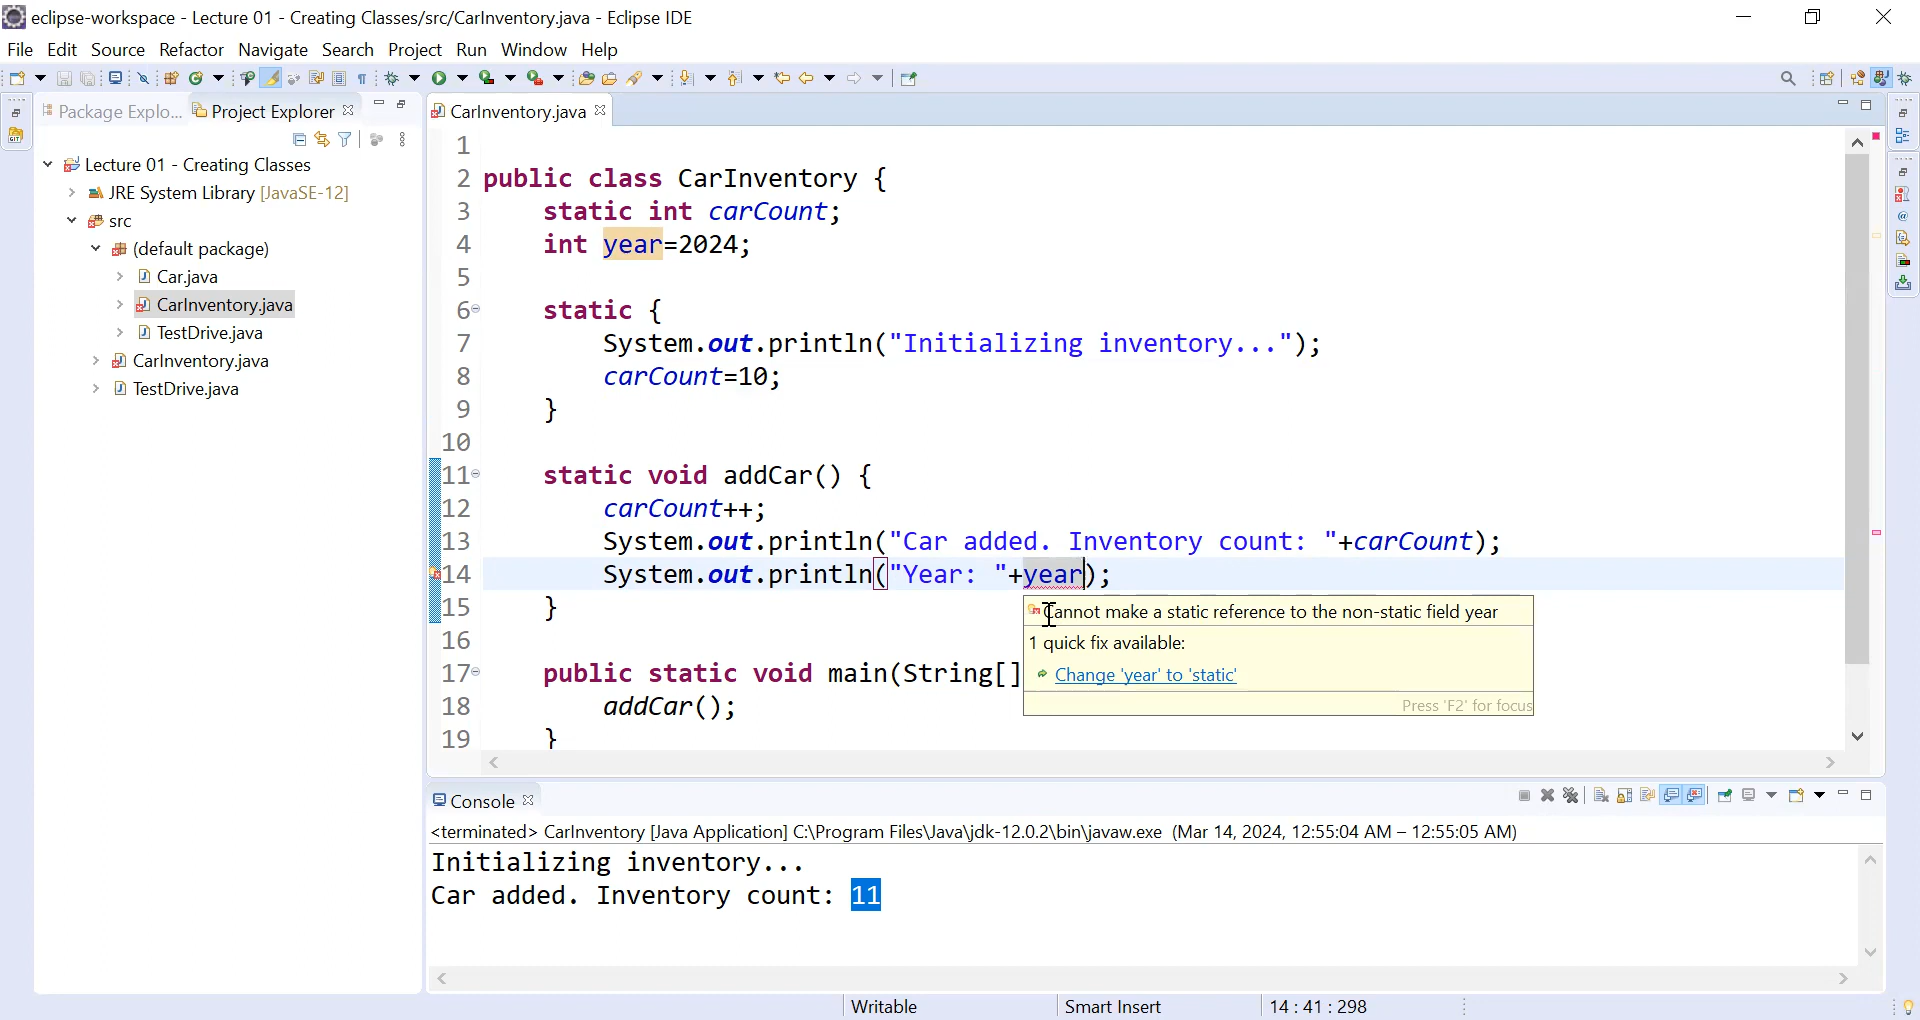 eclipse-workspace - Lecture 01 - Creating Classes/src/CarInventory.java - Eclipse IDE
File Edit Source Refactor Navigate Search Project Run Window Help
Package Explo... Project Explorer
Lecture 01 - Creating Classes
JRE System Library [JavaSE-12]
src
(default package)
Car.java
CarInventory.java
TestDrive.java
CarInventory.java
TestDrive.java
CarInventory.java
1
2 public class CarInventory {
3 static int carCount;
4 int year=2024;
5
6 static {
7 System.out.println("Initializing inventory...");
8 carCount=10;
9 }
10
11 static void addCar() {
12 carCount++;
13 System.out.println("Car added. Inventory count: "+carCount);
14 System.out.println("Year: "+year);
15 }
16
17 public static void main(String[]
18 addCar();
19 }
Cannot make a static reference to the non-static field year
1 quick fix available:
Change 'year' to 'static'
Press 'F2' for focus
Console
<terminated> CarInventory [Java Application] C:\Program Files\Java\jdk-12.0.2\bin\javaw.exe (Mar 14, 2024, 12:55:04 AM – 12:55:05 AM)
Initializing inventory...
Car added. Inventory count: 11
Writable Smart Insert 14 : 41 : 298